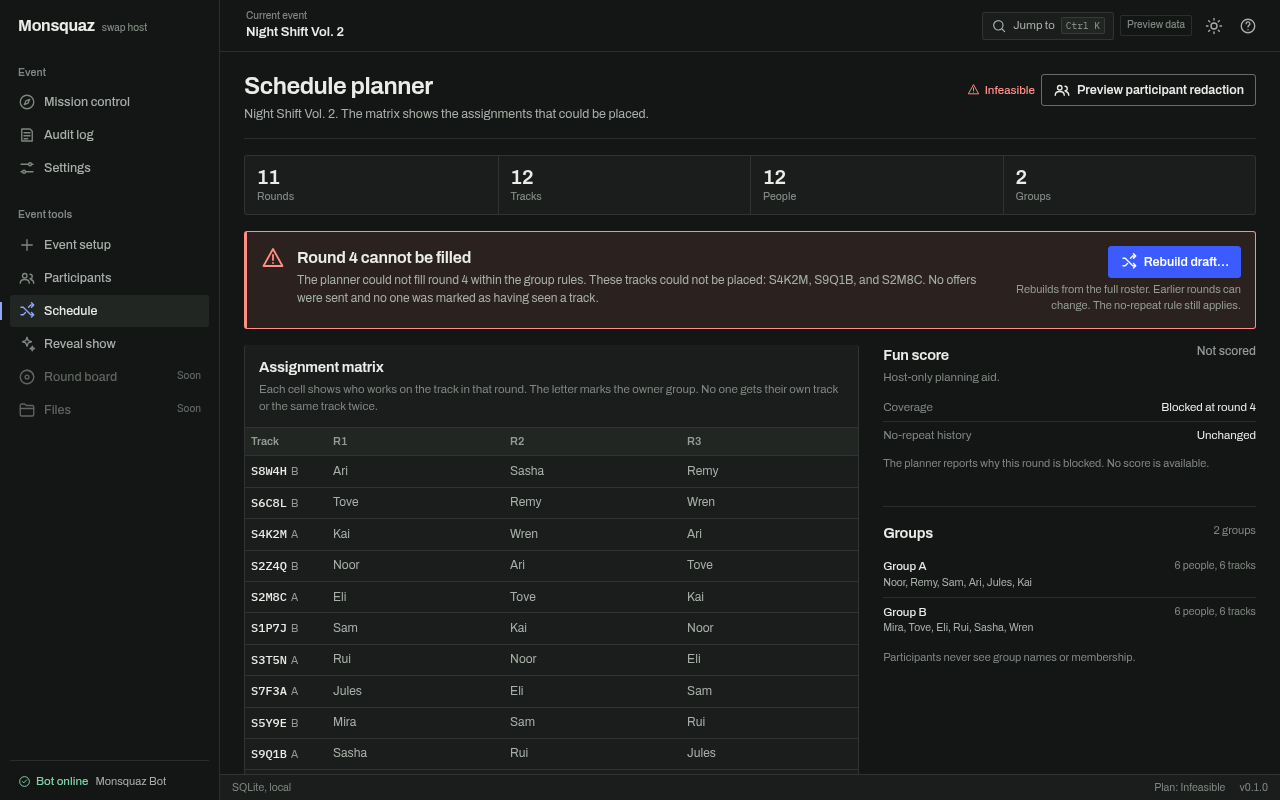 Monsquaz swap host
Event
Mission control
Audit log
Settings
Event tools
Event setup
Participants
Schedule
Reveal show
Round board Soon
Files Soon
Bot online Monsquaz Bot
Current event
Night Shift Vol. 2
Jump to Ctrl K
Preview data
Schedule planner
Night Shift Vol. 2. The matrix shows the assignments that could be placed.
Infeasible
Preview participant redaction
11
Rounds
12
Tracks
12
People
2
Groups
Round 4 cannot be filled
The planner could not fill round 4 within the group rules. These tracks could not be placed: S4K2M, S9Q1B, and S2M8C. No offers
were sent and no one was marked as having seen a track.
Rebuild draft…
Rebuilds from the full roster. Earlier rounds can
change. The no-repeat rule still applies.
Assignment matrix
Each cell shows who works on the track in that round. The letter marks the owner group. No one gets their own track
or the same track twice.
Track R1 R2 R3
S8W4H B Ari Sasha Remy
S6C8L B Tove Remy Wren
S4K2M A Kai Wren Ari
S2Z4Q B Noor Ari Tove
S2M8C A Eli Tove Kai
S1P7J B Sam Kai Noor
S3T5N A Rui Noor Eli
S7F3A A Jules Eli Sam
S5Y9E B Mira Sam Rui
S9Q1B A Sasha Rui Jules
Fun score Not scored
Host-only planning aid.
Coverage Blocked at round 4
No-repeat history Unchanged
The planner reports why this round is blocked. No score is available.
Groups 2 groups
Group A 6 people, 6 tracks
Noor, Remy, Sam, Ari, Jules, Kai
Group B 6 people, 6 tracks
Mira, Tove, Eli, Rui, Sasha, Wren
Participants never see group names or membership.
SQLite, local
Plan: Infeasible v0.1.0